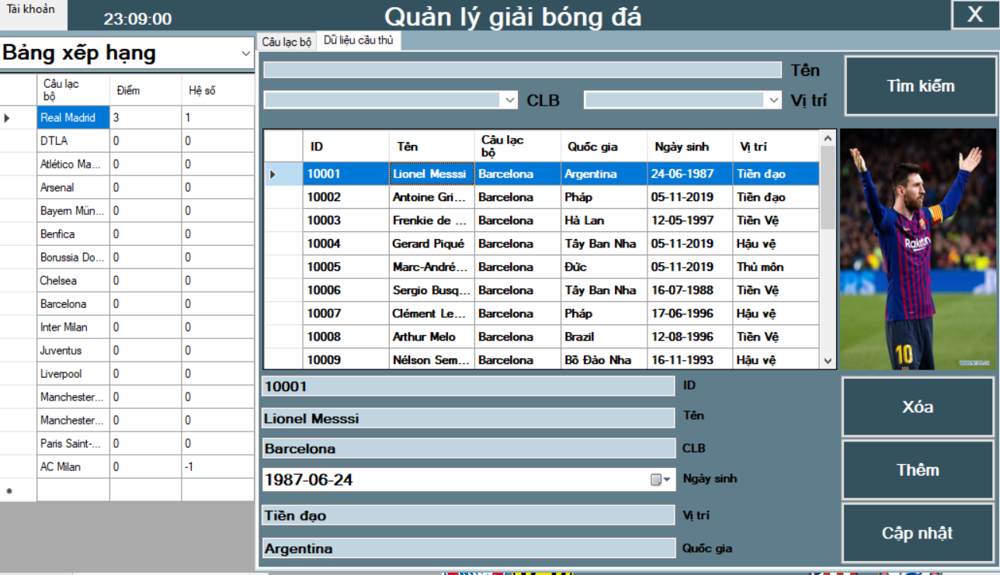 Tài khoản
23:09:00
Quản lý giải bóng đá
X
Bảng xếp hạng
Câu lạc bộ
Điểm
Hệ số
Real Madrid 3 1
DTLA 0 0
Atlético Ma... 0 0
Arsenal 0 0
Bayern Mün... 0 0
Benfica 0 0
Borussia Do... 0 0
Chelsea 0 0
Barcelona 0 0
Inter Milan 0 0
Juventus 0 0
Liverpool 0 0
Manchester... 0 0
Manchester... 0 0
Paris Saint-... 0 0
AC Milan 0 -1
Câu lạc bộ
Dữ liệu cầu thủ
Tên
CLB
Vị trí
Tìm kiếm
ID Tên Câu lạc bộ Quốc gia Ngày sinh Vị trí
10001 Lionel Messsi Barcelona Argentina 24-06-1987 Tiền đạo
10002 Antoine Gri... Barcelona Pháp 05-11-2019 Tiền đạo
10003 Frenkie de ... Barcelona Hà Lan 12-05-1997 Tiền Vệ
10004 Gerard Piqué Barcelona Tây Ban Nha 05-11-2019 Hậu vệ
10005 Marc-André... Barcelona Đức 05-11-2019 Thủ môn
10006 Sergio Busq... Barcelona Tây Ban Nha 16-07-1988 Tiền Vệ
10007 Clément Le... Barcelona Pháp 17-06-1996 Hậu vệ
10008 Arthur Melo Barcelona Brazil 12-08-1996 Tiền Vệ
10009 Nélson Sem... Barcelona Bồ Đào Nha 16-11-1993 Hậu vệ
10
10001 ID
Lionel Messsi Tên
Barcelona CLB
1987-06-24 Ngày sinh
Tiền đạo Vị trí
Argentina Quốc gia
Xóa
Thêm
Cập nhật